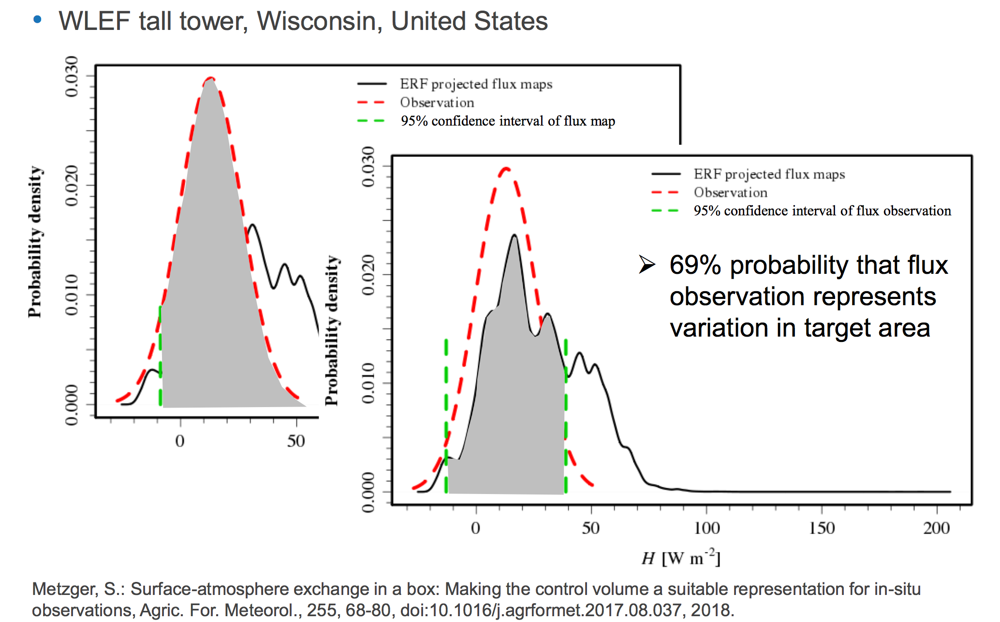 • WLEF tall tower, Wisconsin, United States
0.030
0.020
0.010
0.000
Probability density
ERF projected flux maps
Observation
95% confidence interval of flux map
0
50
0.030
0.020
0.010
0.000
Probability density
ERF projected flux maps
Observation
95% confidence interval of flux observation
➢ 69% probability that flux
observation represents
variation in target area
0
50
100
150
200
H [W m⁻²]
Metzger, S.: Surface-atmosphere exchange in a box: Making the control volume a suitable representation for in-situ
observations, Agric. For. Meteorol., 255, 68-80, doi:10.1016/j.agrformet.2017.08.037, 2018.